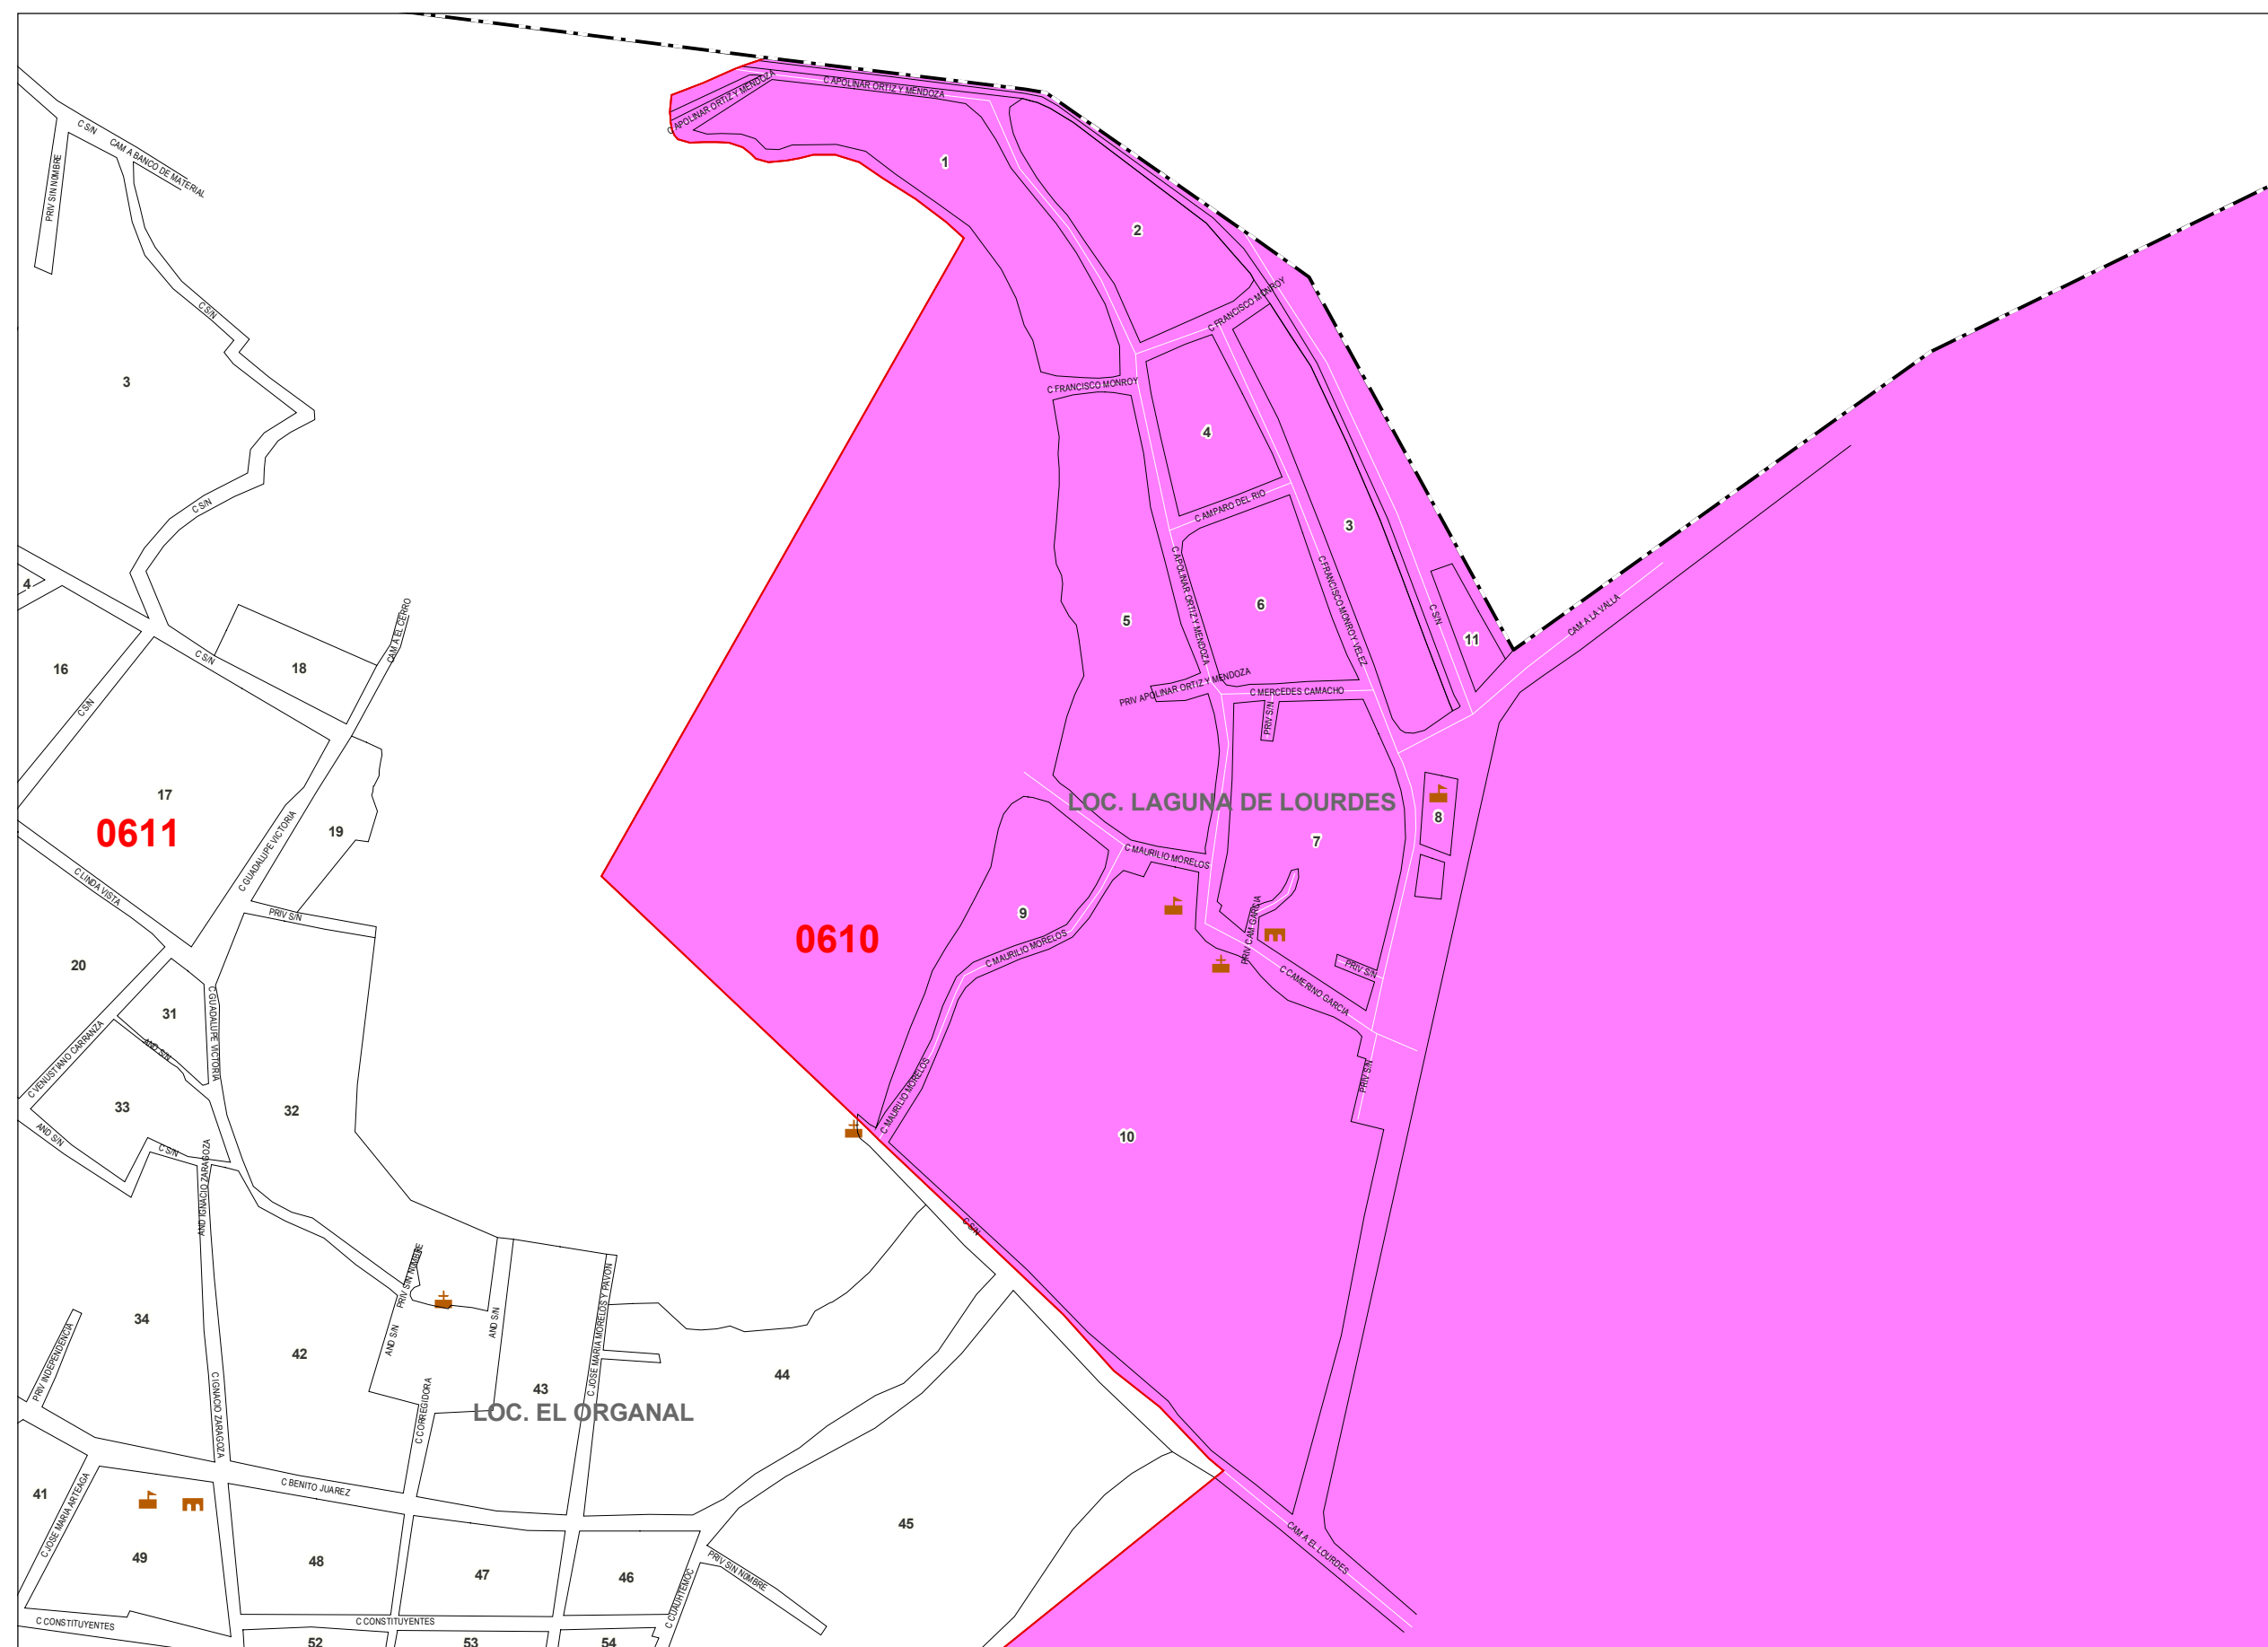 C APOLINAR ORTIZ Y MENDOZA
C APOLINAR ORTIZ Y MENDOZA
C S/N
CAM A BANCO DE MATERIAL
PRIV SIN NOMBRE
1
2
C S/N
C FRANCISCO MONROY
3
C FRANCISCO MONROY
4
C S/N
C AMPARO DEL RIO
3
4
C APOLINAR ORTIZ Y MENDOZA
C FRANCISCO MONROY VELEZ
6
5
C S/N
11
CAM A LA VALLA
CAM A EL CERRO
16
C S/N
18
C S/N
PRIV APOLINAR ORTIZ Y MENDOZA
C MERCEDES CAMACHO
PRIV S/N
17
0611
19
C GUADALUPE VICTORIA
LOC. LAGUNA DE LOURDES
8
7
C MAURILIO MORELOS
C LINDA VISTA
PRIV S/N
9
0610
C MAURILIO MORELOS
PRIV CAM. GARCIA
C CAMERINO GARCIA
PRIV S/N
20
31
C GUADALUPE VICTORIA
AND S/N
C VENUSTIANO CARRANZA
33
32
C MAURILIO MORELOS
PRIV S/N
10
AND S/N
C S/N
AND IGNACIO ZARAGOZA
C S/N
PRIV SIN NOMBRE
34
PRIV INDEPENDENCIA
AND S/N
AND S/N
C JOSE MARIA MORELOS Y PAVON
42
43
44
C IGNACIO ZARAGOZA
C CORREGIDORA
LOC. EL ORGANAL
41
C JOSE MARIA ARTEAGA
C BENITO JUAREZ
45
CAM A EL LOURDES
49
48
47
46
PRIV SIN NOMBRE
C CUAUHTEMOC
C CONSTITUYENTES
C CONSTITUYENTES
52
53
54